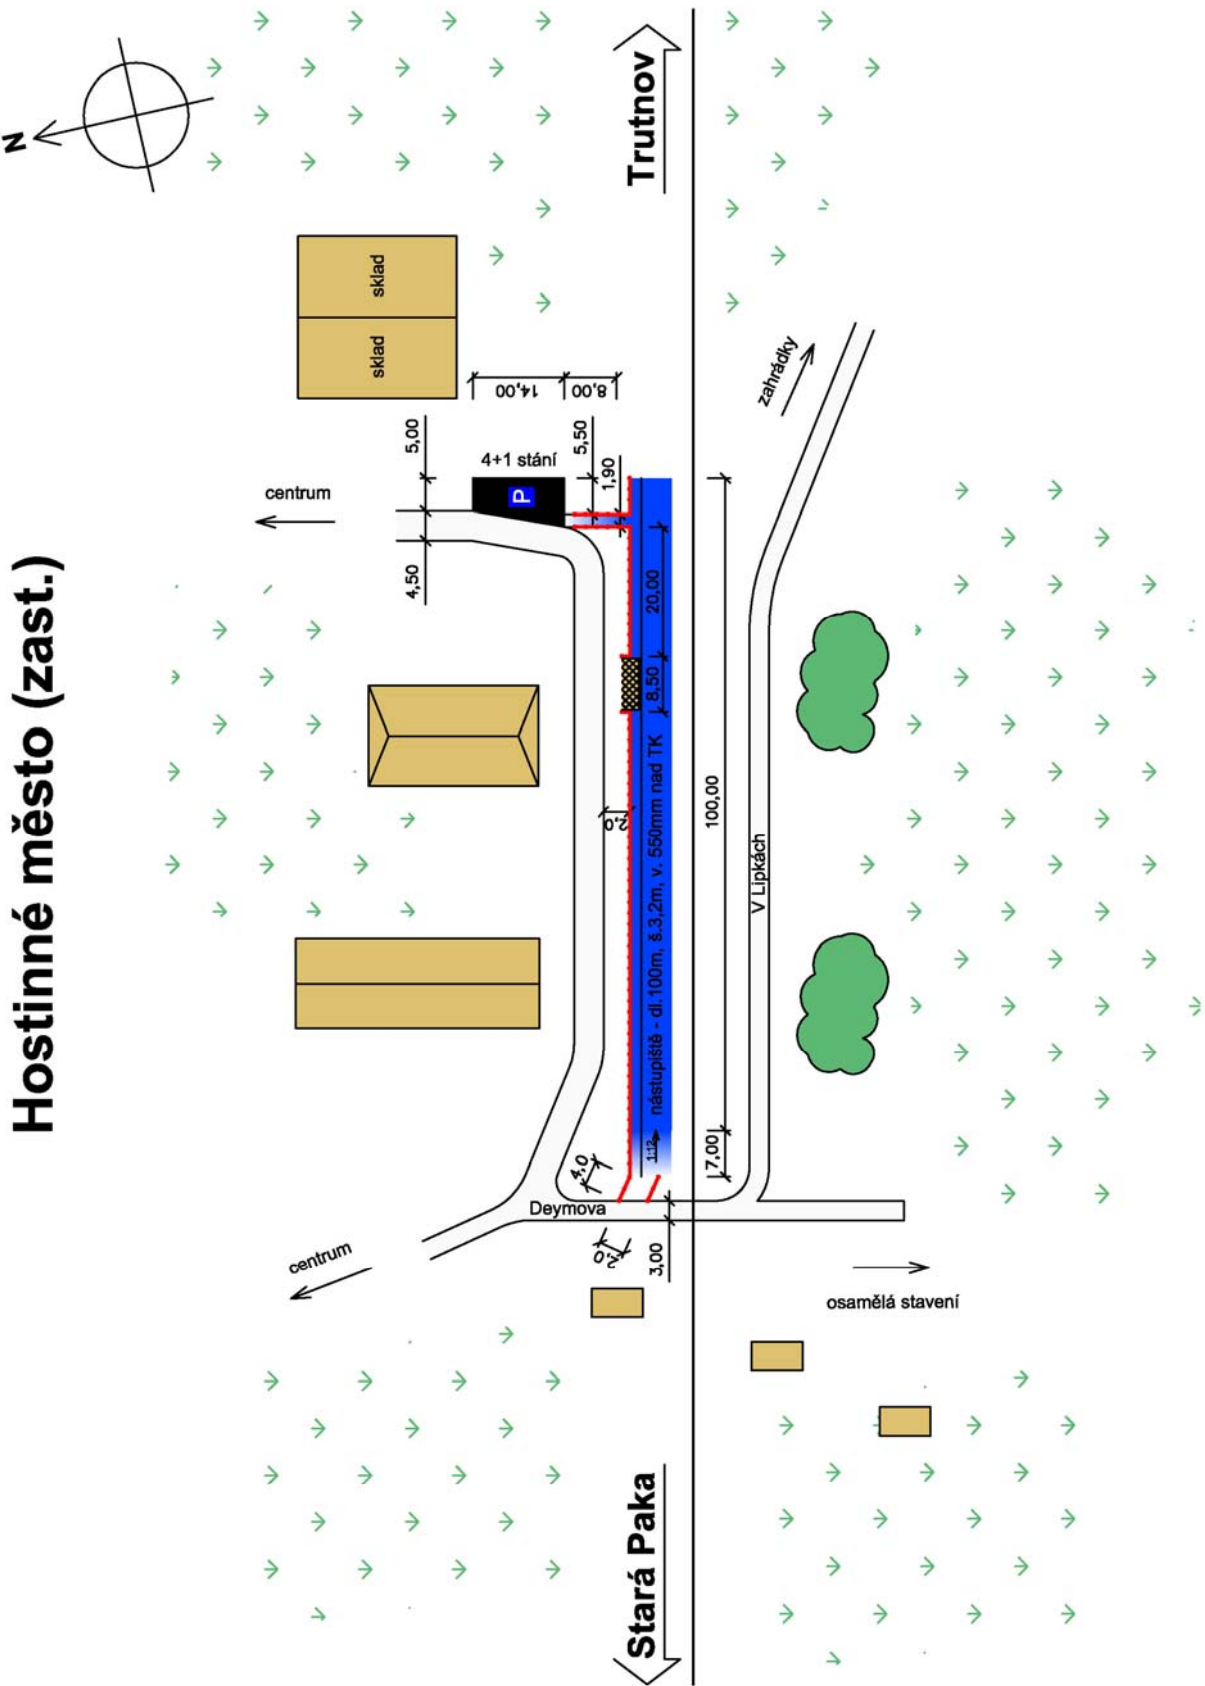 Hostinné město (zast.)
N
Trutnov
sklad
sklad
zahrádky
14,00
8,00
5,00
5,50
4+1 stání
1,90
centrum
P
4,50
20,00
8,50
2,0
100,00
nástupiště - dl.100m, š.3,2m, v. 550mm nad TK
V Lipkách
1:12
7,00
4,0
Deymova
2,0
3,00
centrum
osamělá stavení
Stará Paka